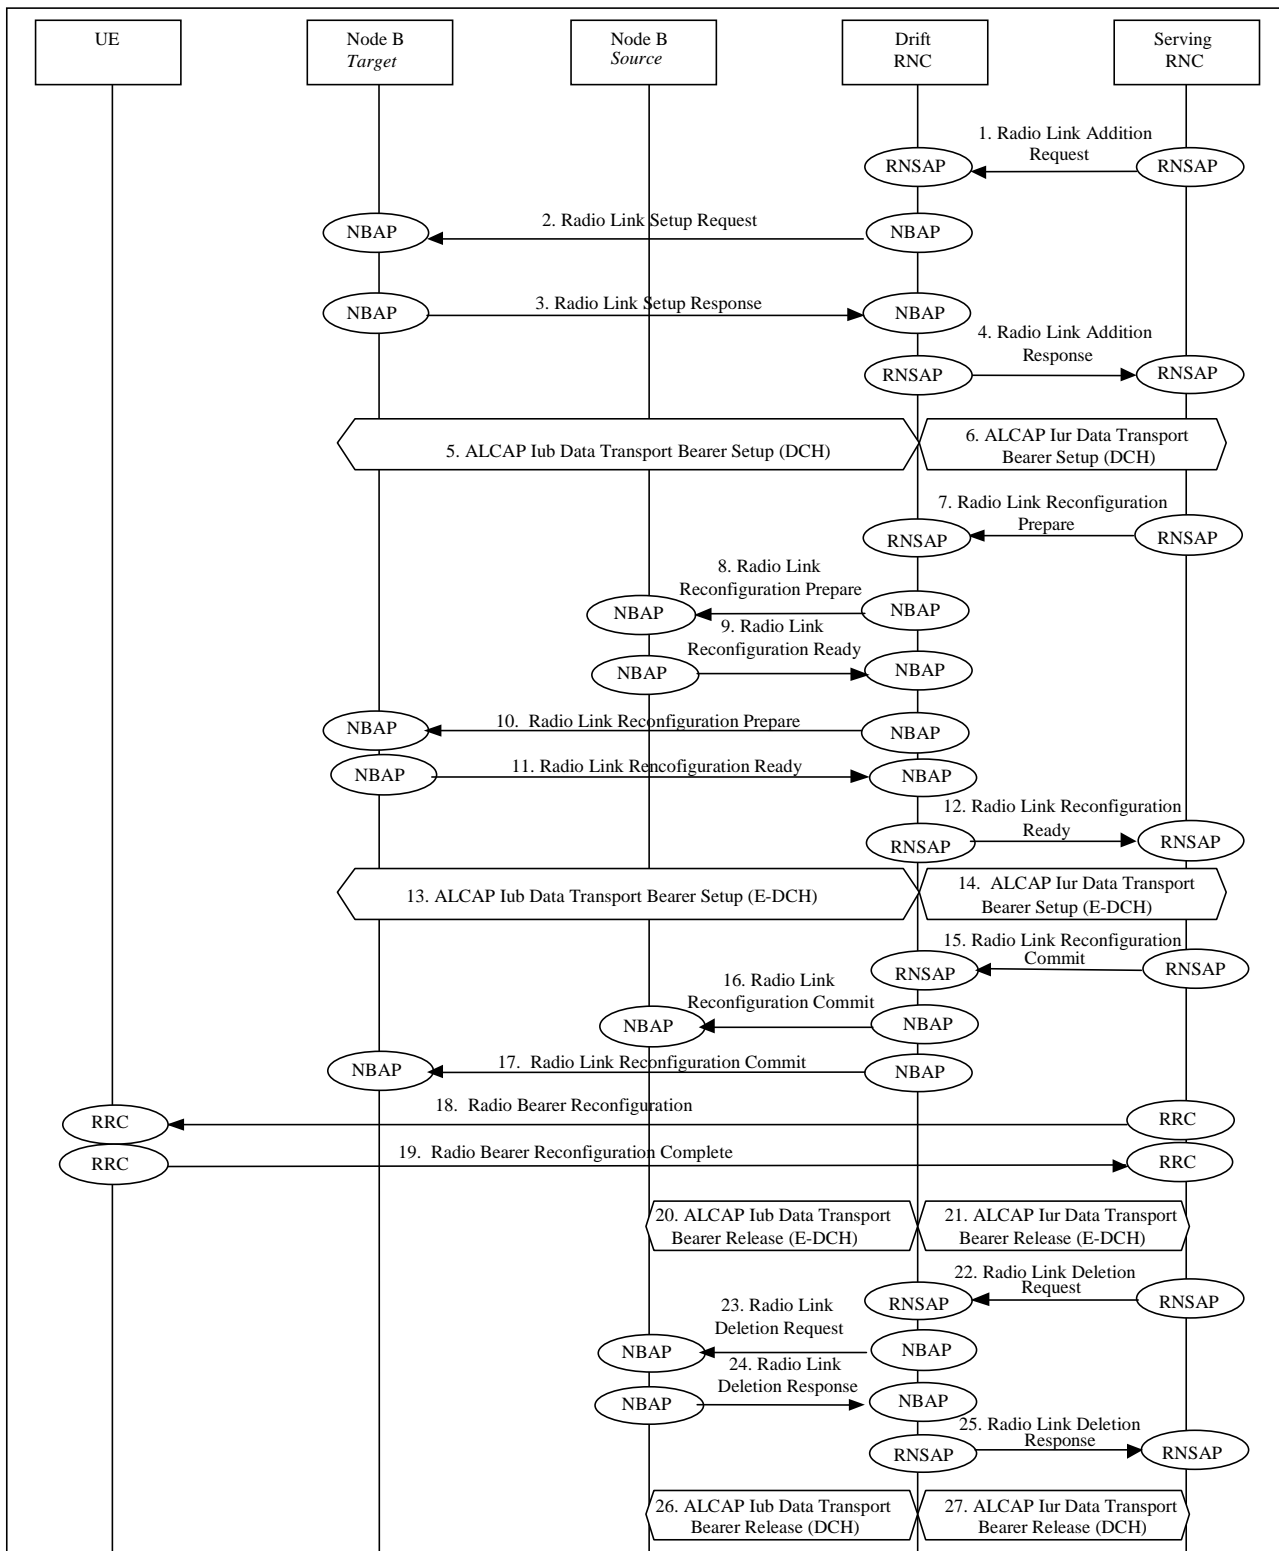 UE
Node B
Target
Node B
Source
Drift
RNC
Serving
RNC
1. Radio Link Addition
Request
RNSAP
RNSAP
2. Radio Link Setup Request
NBAP
NBAP
3. Radio Link Setup Response
NBAP
NBAP
4. Radio Link Addition
Response
RNSAP
RNSAP
5. ALCAP Iub Data Transport Bearer Setup (DCH)
6. ALCAP Iur Data Transport
Bearer Setup (DCH)
7. Radio Link Reconfiguration
Prepare
RNSAP
RNSAP
8. Radio Link
Reconfiguration Prepare
NBAP
NBAP
9. Radio Link
Reconfiguration Ready
NBAP
NBAP
10. Radio Link Reconfiguration Prepare
NBAP
NBAP
11. Radio Link Rencofiguration Ready
NBAP
NBAP
12. Radio Link Reconfiguration
Ready
RNSAP
RNSAP
13. ALCAP Iub Data Transport Bearer Setup (E-DCH)
14. ALCAP Iur Data Transport
Bearer Setup (E-DCH)
15. Radio Link Reconfiguration
Commit
RNSAP
RNSAP
16. Radio Link
Reconfiguration Commit
NBAP
NBAP
17. Radio Link Reconfiguration Commit
NBAP
NBAP
18. Radio Bearer Reconfiguration
RRC
RRC
19. Radio Bearer Reconfiguration Complete
RRC
RRC
20. ALCAP Iub Data Transport
Bearer Release (E-DCH)
21. ALCAP Iur Data Transport
Bearer Release (E-DCH)
22. Radio Link Deletion
Request
RNSAP
RNSAP
23. Radio Link
Deletion Request
NBAP
NBAP
24. Radio Link
Deletion Response
NBAP
NBAP
25. Radio Link Deletion
Response
RNSAP
RNSAP
26. ALCAP Iub Data Transport
Bearer Release (DCH)
27. ALCAP Iur Data Transport
Bearer Release (DCH)